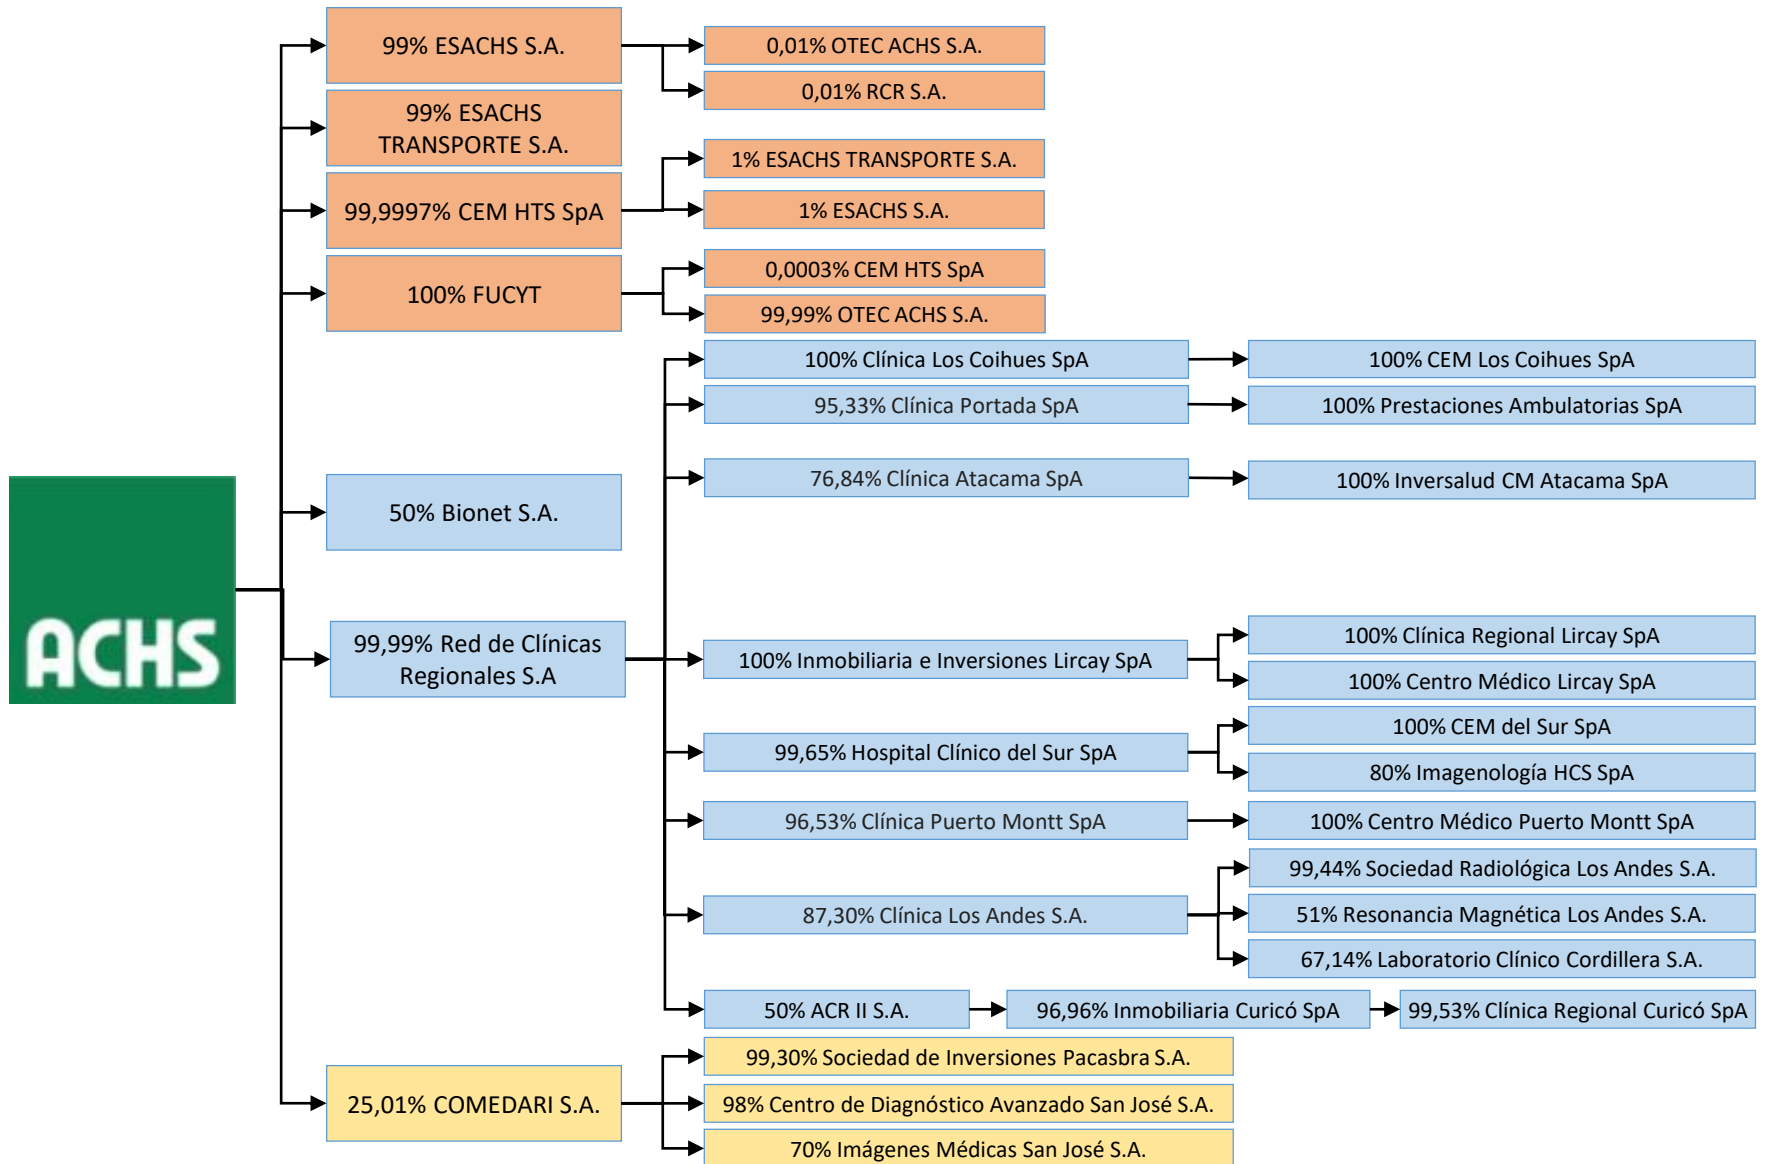 ACHS
99% ESACHS S.A.
0,01% OTEC ACHS S.A.
0,01% RCR S.A.
99% ESACHS
TRANSPORTE S.A.
99,9997% CEM HTS SpA
1% ESACHS TRANSPORTE S.A.
1% ESACHS S.A.
100% FUCYT
0,0003% CEM HTS SpA
99,99% OTEC ACHS S.A.
50% Bionet S.A.
99,99% Red de Clínicas
Regionales S.A
100% Clínica Los Coihues SpA
100% CEM Los Coihues SpA
95,33% Clínica Portada SpA
100% Prestaciones Ambulatorias SpA
76,84% Clínica Atacama SpA
100% Inversalud CM Atacama SpA
100% Inmobiliaria e Inversiones Lircay SpA
100% Clínica Regional Lircay SpA
100% Centro Médico Lircay SpA
99,65% Hospital Clínico del Sur SpA
100% CEM del Sur SpA
80% Imagenología HCS SpA
96,53% Clínica Puerto Montt SpA
100% Centro Médico Puerto Montt SpA
87,30% Clínica Los Andes S.A.
99,44% Sociedad Radiológica Los Andes S.A.
51% Resonancia Magnética Los Andes S.A.
67,14% Laboratorio Clínico Cordillera S.A.
50% ACR II S.A.
96,96% Inmobiliaria Curicó SpA
99,53% Clínica Regional Curicó SpA
25,01% COMEDARI S.A.
99,30% Sociedad de Inversiones Pacasbra S.A.
98% Centro de Diagnóstico Avanzado San José S.A.
70% Imágenes Médicas San José S.A.